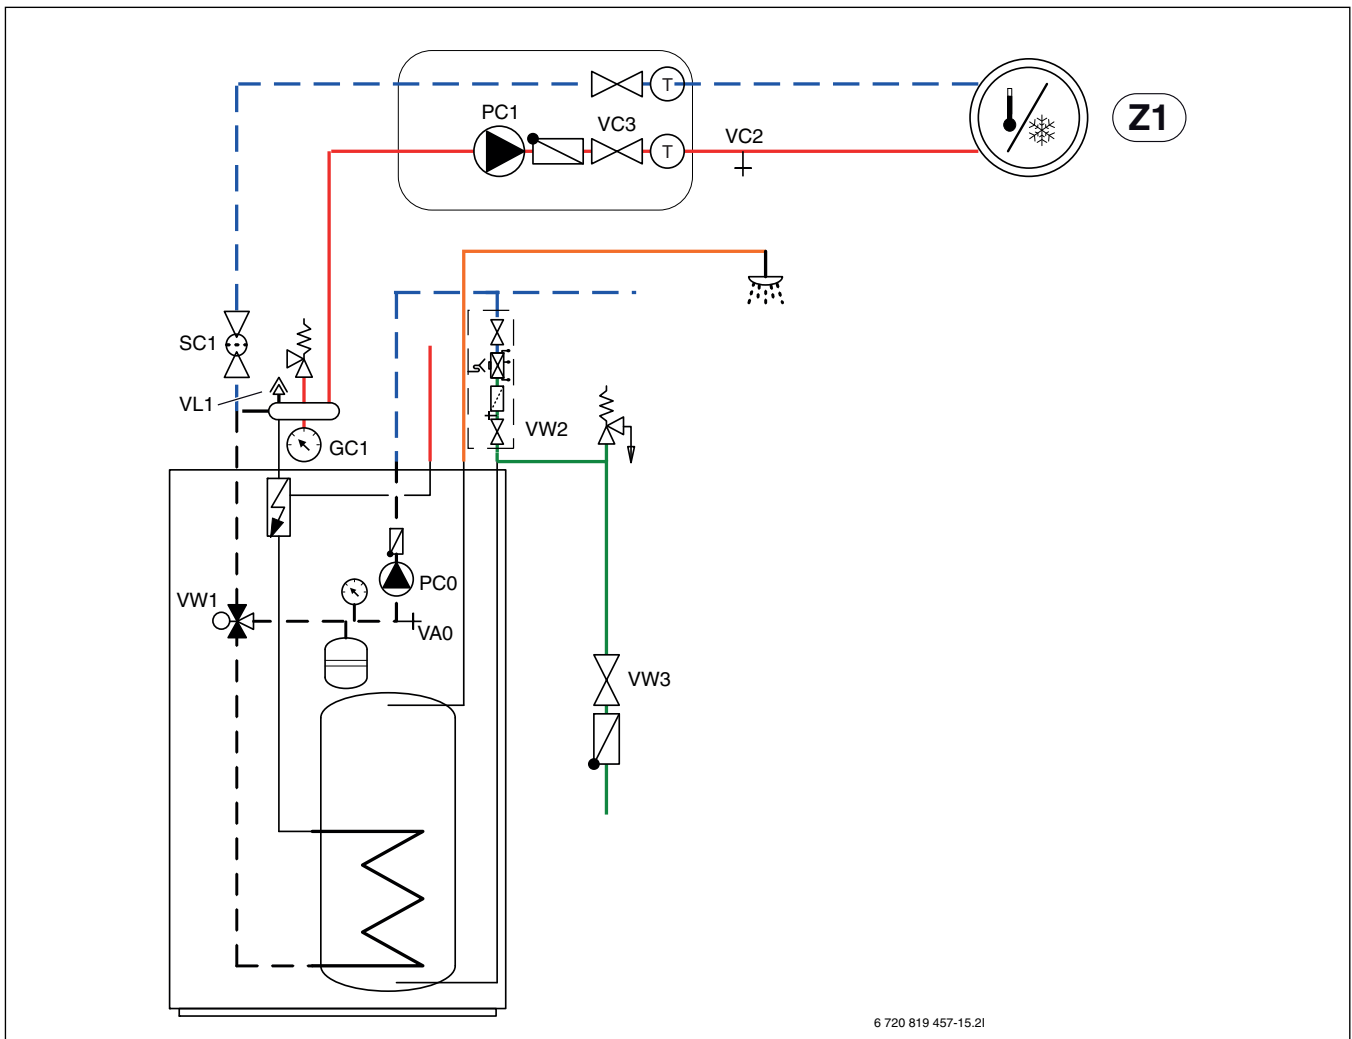 T
PC1
VC3
T
VC2
Z1
SC1
VL1
GC1
VW2
PC0
VW1
VA0
VW3
6 720 819 457-15.2I